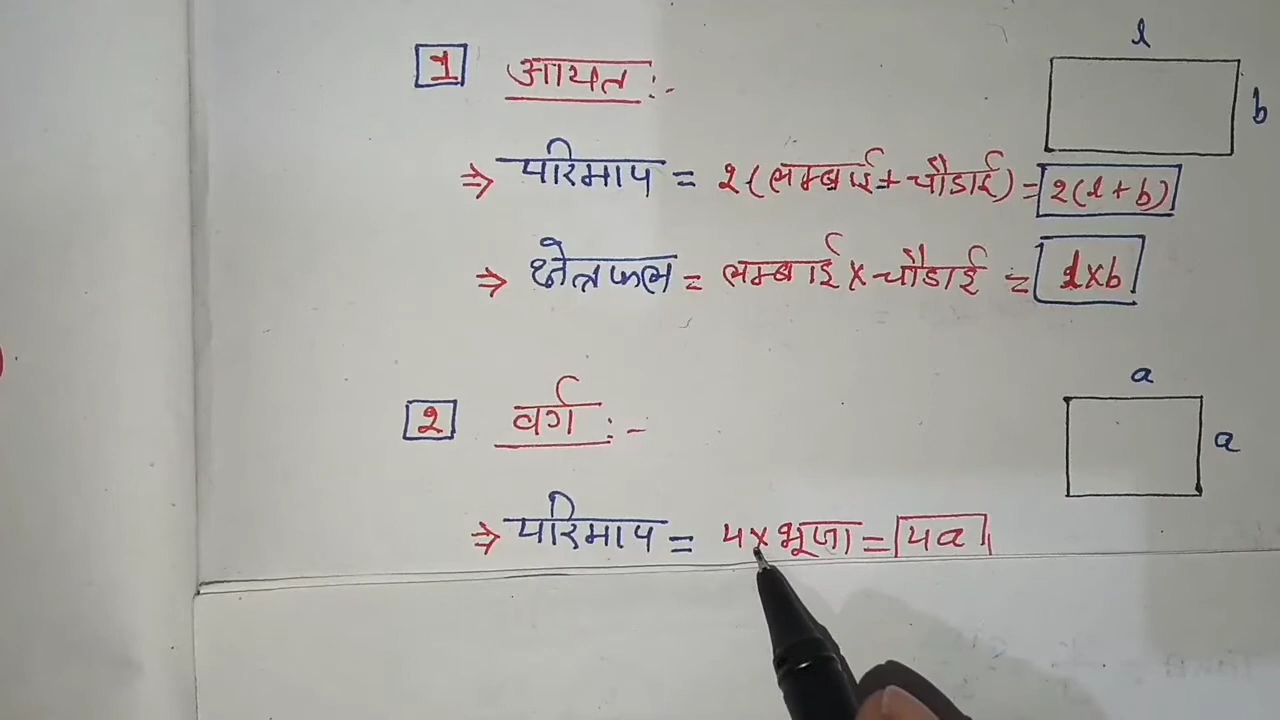 l
1 आयत :-
b
⇒ परिमाप = 2(लम्बाई+चौडाई) = 2(l+b)
⇒ क्षेत्रफल = लम्बाई×चौडाई = l×b
a
2 वर्ग :-
a
⇒ परिमाप = 4×भूजा = 4a